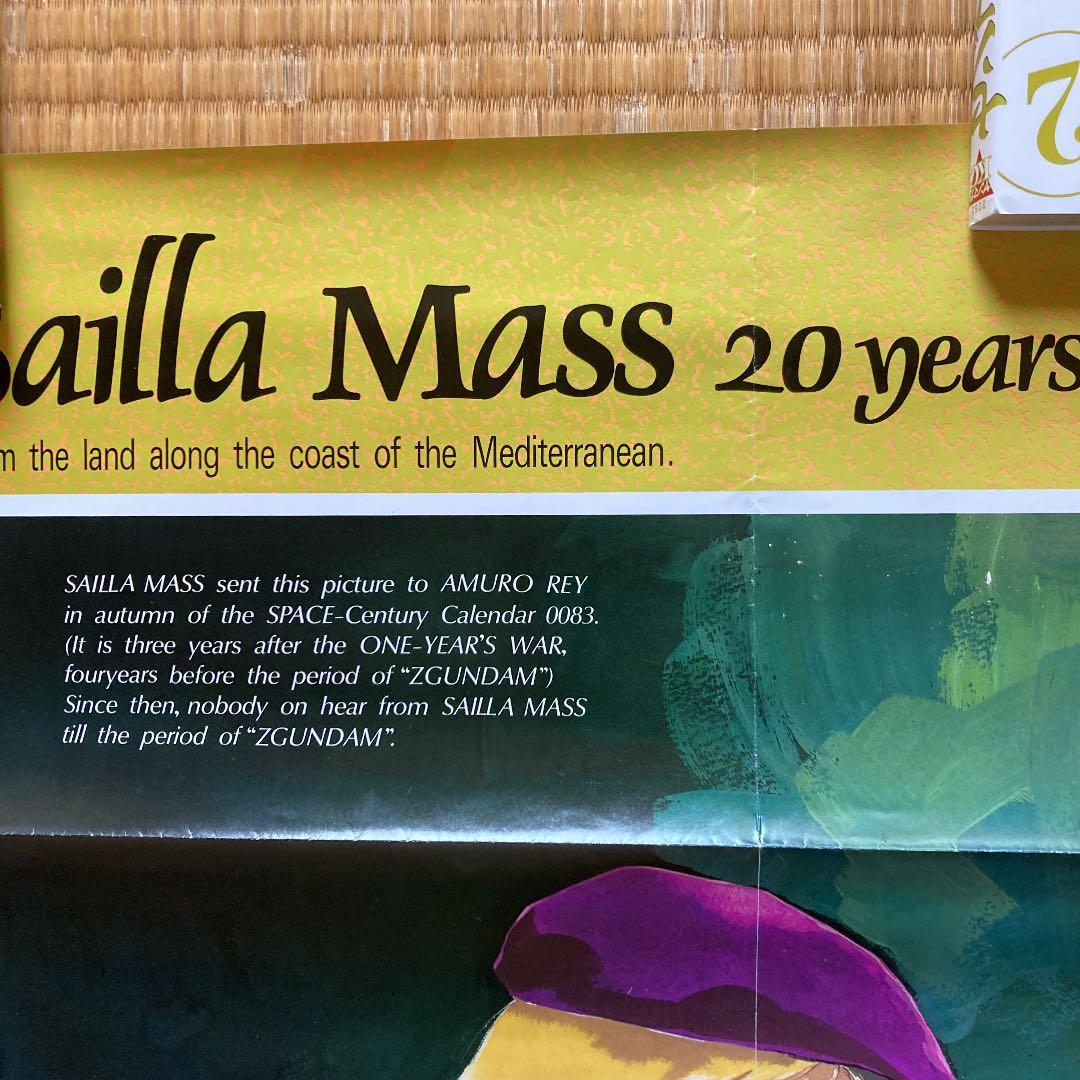 ailla Mass 20 years
m the land along the coast of the Mediterranean.
SAILLA MASS sent this picture to AMURO REY
in autumn of the SPACE-Century Calendar 0083.
(It is three years after the ONE-YEAR'S WAR,
fouryears before the period of “ZGUNDAM”)
Since then, nobody on hear from SAILLA MASS
till the period of “ZGUNDAM”.